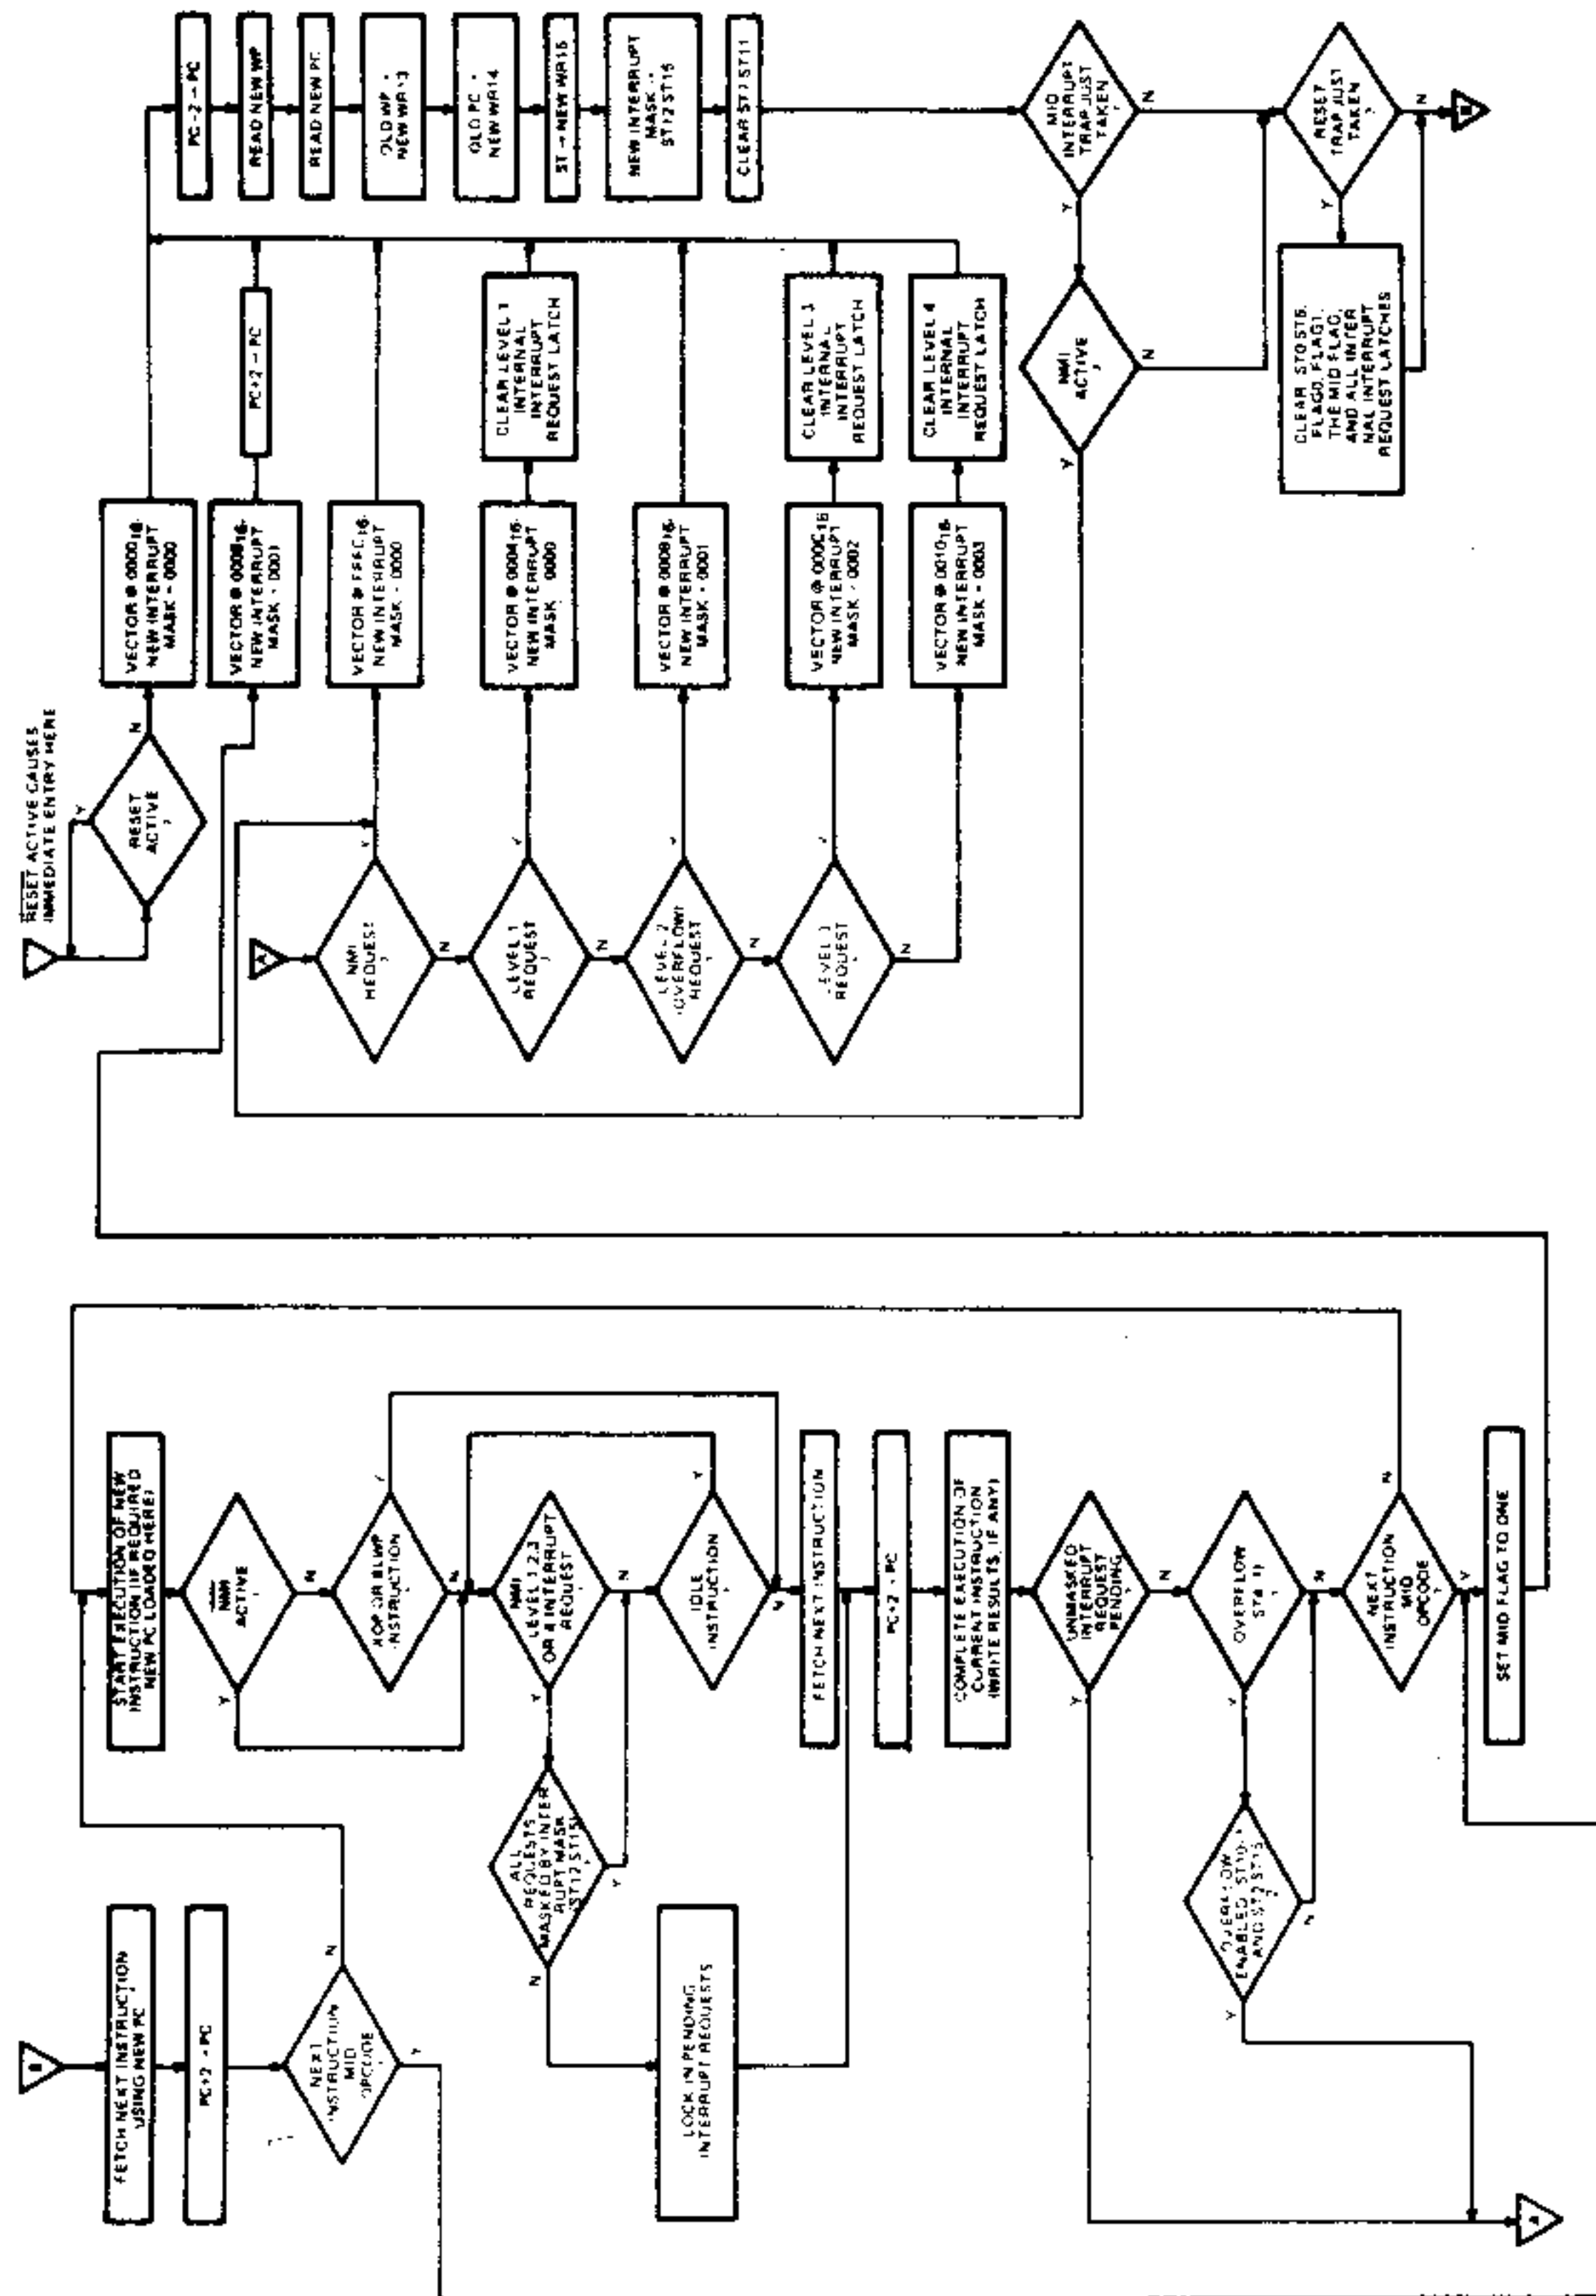 B
FETCH NEXT INSTRUCTION
USING NEW PC
PC+2 → PC
NEXT
INSTRUCTION
MID
OPCODE
?
N
Y
START EXECUTION OF NEW
INSTRUCTION (IF REQUIRED
NEW PC LOADED HERE)
NMI
ACTIVE
?
Y
N
XOP OR BLWP
INSTRUCTION
?
Y
N
NMI
LEVEL 1,2,3
OR 4 INTERRUPT
REQUEST
?
Y
N
ALL
REQUESTS
MASKED BY INTER
RUPT MASK
(ST12 ST15)
?
N
Y
LOCK IN PENDING
INTERRUPT REQUESTS
IDLE
INSTRUCTION
?
Y
N
FETCH NEXT INSTRUCTION
PC+2 → PC
COMPLETE EXECUTION OF
CURRENT INSTRUCTION
(WRITE RESULTS, IF ANY)
UNMASKED
INTERRUPT
REQUEST
PENDING
?
Y
N
OVERFLOW
?
Y
N
OVERFLOW
ENABLED
?
Y
N
A
NEXT
INSTRUCTION
MID
OPCODE
?
N
Y
SET MID FLAG TO ONE
RESET ACTIVE CAUSES
IMMEDIATE ENTRY HERE
RESET
ACTIVE
?
Y
N
VECTOR @ 0000₁₆.
NEW INTERRUPT
MASK = 0000
VECTOR @ 0008₁₆.
NEW INTERRUPT
MASK = 0001
PC+2 → PC
A
NMI
REQUEST
?
Y
N
VECTOR @ FFFC₁₆.
NEW INTERRUPT
MASK = 0000
LEVEL 1
REQUEST
?
Y
N
VECTOR @ 0004₁₆.
NEW INTERRUPT
MASK = 0000
CLEAR LEVEL 1
INTERNAL
INTERRUPT
REQUEST LATCH
LEVEL 2
(OVERFLOW)
REQUEST
?
Y
N
VECTOR @ 0008₁₆.
NEW INTERRUPT
MASK = 0001
LEVEL 3
REQUEST
?
Y
N
VECTOR @ 000C₁₆
NEW INTERRUPT
MASK = 0002
CLEAR LEVEL 3
INTERNAL
INTERRUPT
REQUEST LATCH
VECTOR @ 0010₁₆.
NEW INTERRUPT
MASK = 0003
CLEAR LEVEL 4
INTERNAL
INTERRUPT
REQUEST LATCH
PC - 2 → PC
READ NEW WP
READ NEW PC
OLD WP →
NEW WR13
OLD PC →
NEW WR14
ST → NEW WR15
NEW INTERRUPT
MASK →
ST12 ST15
CLEAR ST7 ST11
MID
INTERRUPT
TRAP JUST
TAKEN
?
Y
N
NMI
ACTIVE
?
Y
N
RESET
TRAP JUST
TAKEN
?
Y
N
CLEAR ST0 ST6,
FLAG0, FLAG1,
THE MID FLAG,
AND ALL INTER
NAL INTERRUPT
REQUEST LATCHES
B